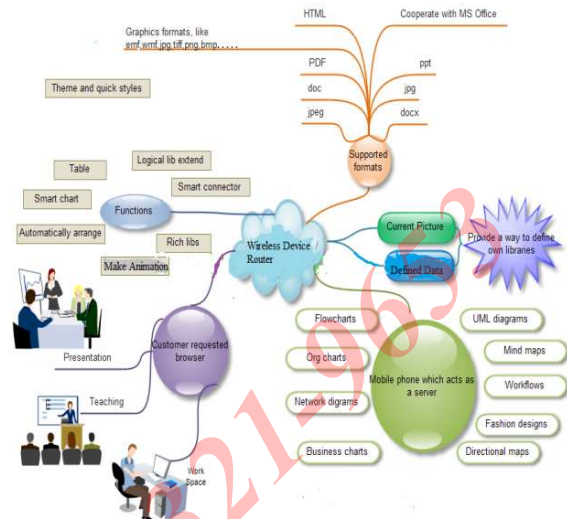 HTML
Cooperate with MS Office
Graphics formats, like
emf,wmf,jpg,tiff,png,bmp.....
PDF
ppt
doc
jpg
jpeg
docx
Supported
formats
Theme and quick styles
Logical lib extend
Table
Smart connector
Smart chart
Functions
Automatically arrange
Rich libs
Make Animation
Wireless Device /
Router
Current Picture
Defined Data
Provide a way to define
own libraries
Customer requested
browser
Presentation
Teaching
Work
Space
Flowcharts
Org charts
Network digrams
Business charts
Mobile phone which acts as
a server
UML diagrams
Mind maps
Workflows
Fashion designs
Directional maps
321-9653